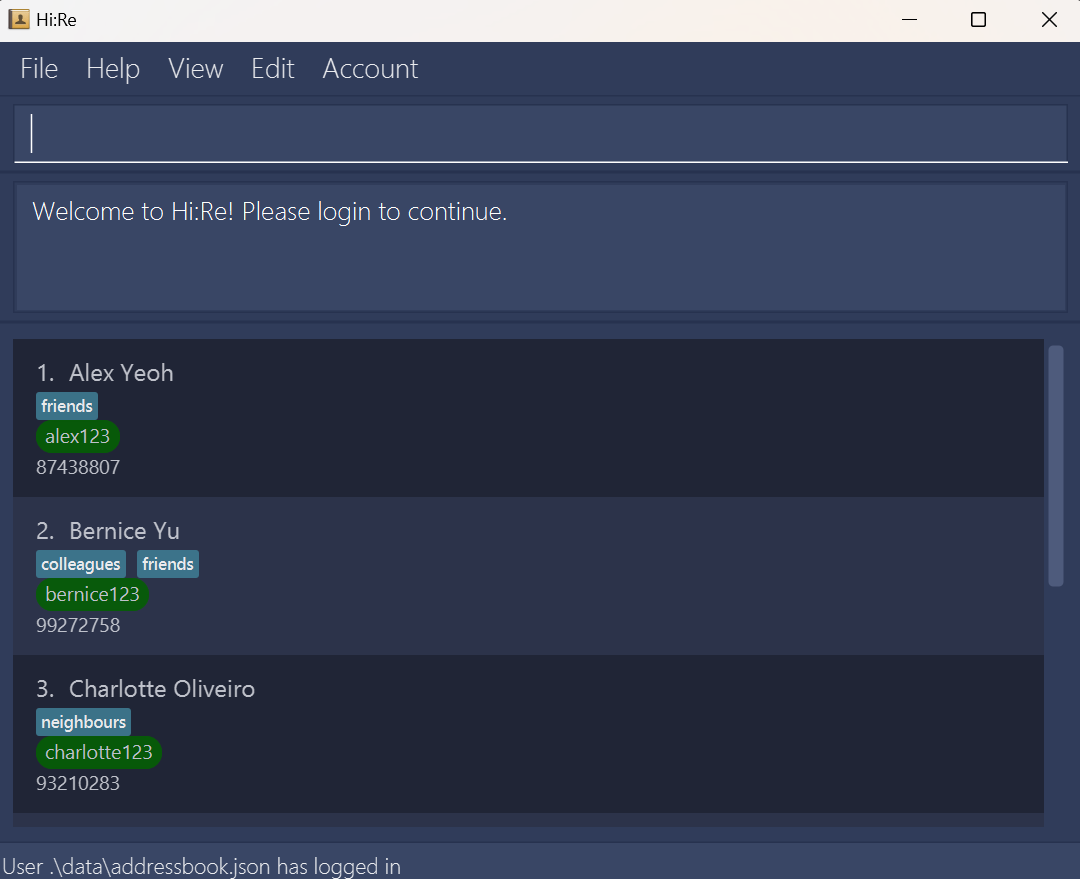 Hi:Re
File Help View Edit Account
Welcome to Hi:Re! Please login to continue.
1. Alex Yeoh
friends
alex123
87438807
2. Bernice Yu
colleagues friends
bernice123
99272758
3. Charlotte Oliveiro
neighbours
charlotte123
93210283
User .\data\addressbook.json has logged in